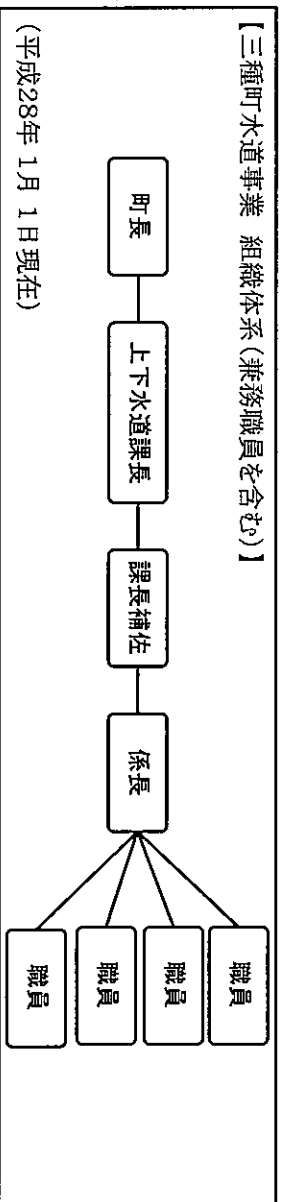 【三種町水道事業 組織体系(兼務職員を含む)】
町長
上下水道課長
課長補佐
係長
職員
職員
職員
職員
(平成28年1月1日現在)